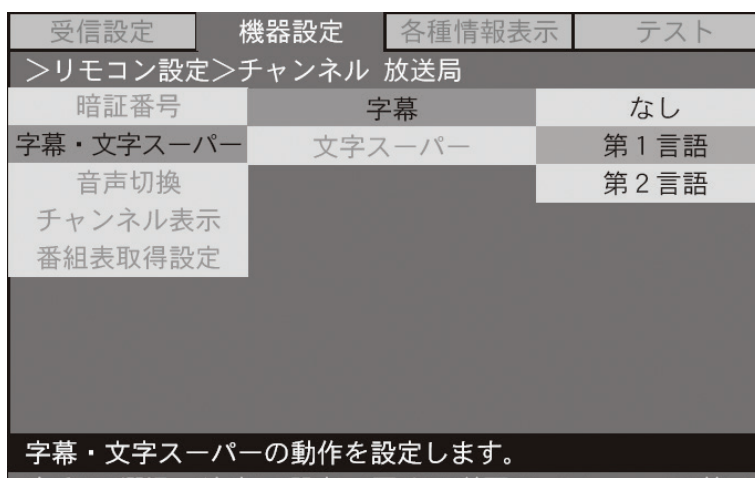 受信設定 機器設定 各種情報表示 テスト
＞リモコン設定＞チャンネル 放送局
暗証番号 字幕 なし
字幕・文字スーパー 文字スーパー 第１言語
音声切換 第２言語
チャンネル表示
番組表取得設定
字幕・文字スーパーの動作を設定します。